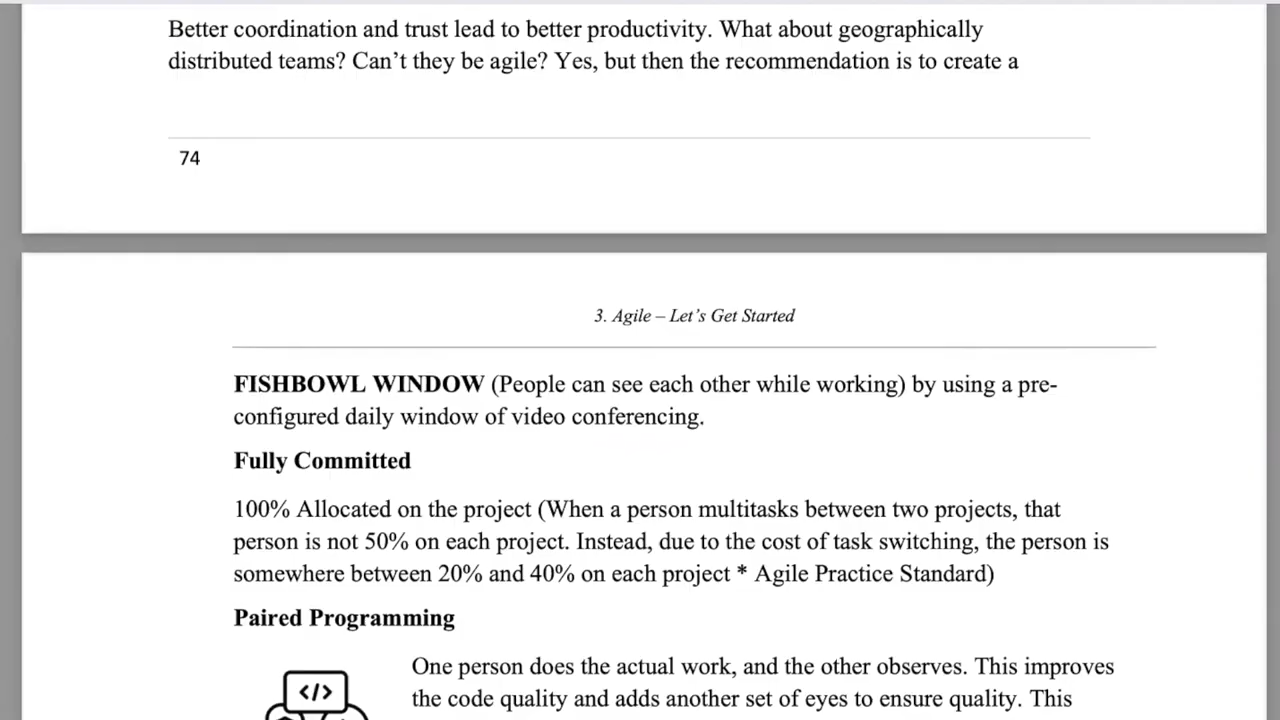 Better coordination and trust lead to better productivity. What about geographically
distributed teams? Can’t they be agile? Yes, but then the recommendation is to create a
74
3. Agile – Let’s Get Started
FISHBOWL WINDOW (People can see each other while working) by using a pre-
configured daily window of video conferencing.
Fully Committed
100% Allocated on the project (When a person multitasks between two projects, that
person is not 50% on each project. Instead, due to the cost of task switching, the person is
somewhere between 20% and 40% on each project * Agile Practice Standard)
Paired Programming
One person does the actual work, and the other observes. This improves
</>
the code quality and adds another set of eyes to ensure quality. This